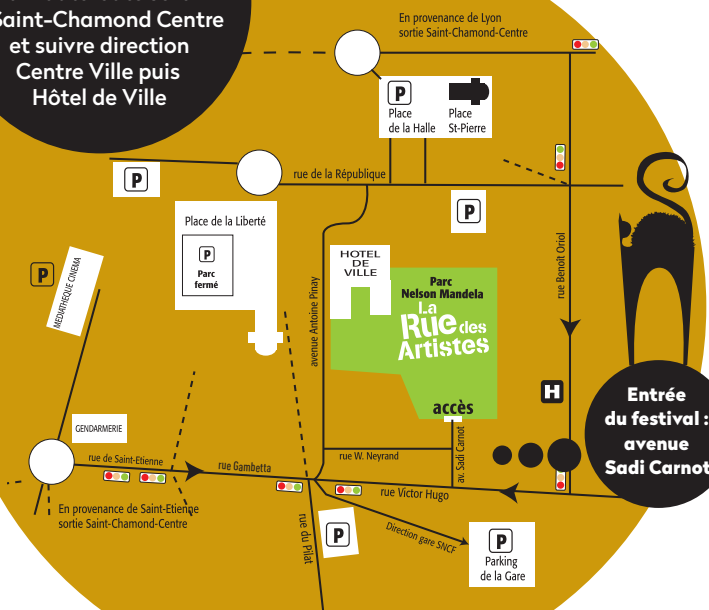 Saint-Chamond Centre
et suivre direction
Centre Ville puis
Hôtel de Ville
En provenance de Lyon
sortie Saint-Chamond-Centre
P
Place
de la Halle
Place
St-Pierre
P
rue de la République
P
Place de la Liberté
P
Parc
fermé
P
MEDIATHEQUE CINEMA
HOTEL
DE
VILLE
avenue Antoine Pinay
Parc
Nelson Mandela
La
Rue des
Artistes
accès
rue Benoît Oriol
H
Entrée
du festival :
avenue
Sadi Carnot
GENDARMERIE
rue de Saint-Etienne
rue Gambetta
rue W. Neyrand
av. Sadi Carnot
rue Victor Hugo
En provenance de Saint-Etienne
sortie Saint-Chamond-Centre
rue du Pilat
P
Direction gare SNCF
P
Parking
de la Gare